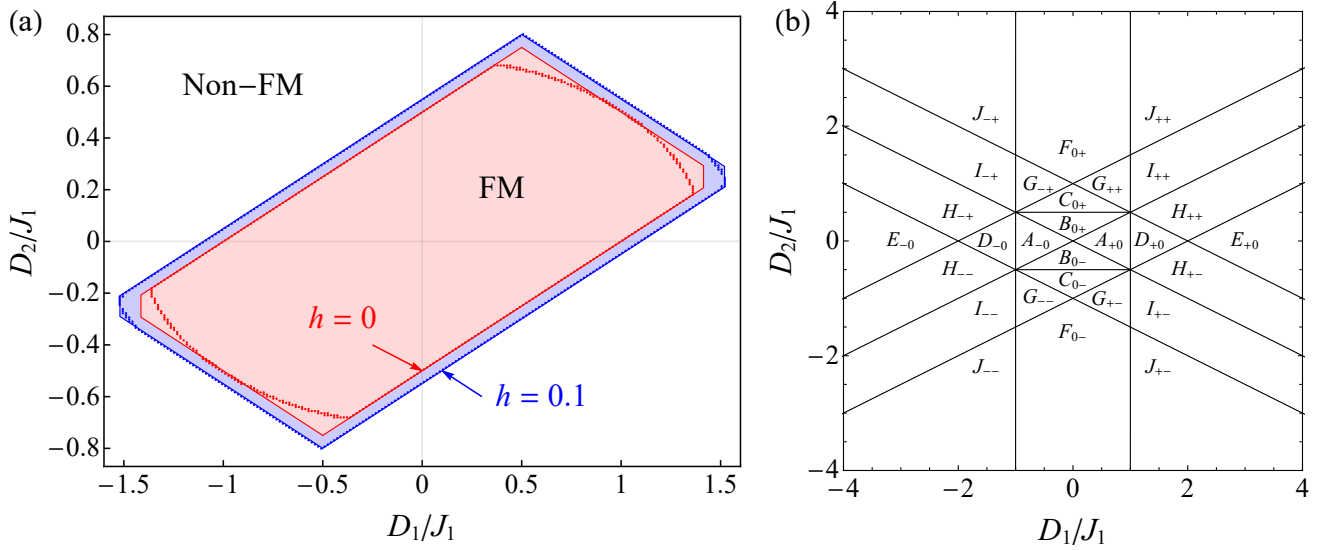 (a)
0.8
0.6
0.4
0.2
0
−0.2
−0.4
−0.6
−0.8
D₂/J₁
Non−FM
FM
h = 0
h = 0.1
−1.5
−1
−0.5
0
0.5
1
1.5
D₁/J₁
(b)
4
2
0
−2
−4
D₂/J₁
J₋₊ J₊₊
F₀₊
I₋₊ G₋₊ G₊₊ I₊₊
C₀₊
H₋₊ B₀₊ H₊₊
E₋₀ D₋₀ A₋₀ A₊₀ D₊₀ E₊₀
H₋₋ B₀₋ H₊₋
C₀₋
I₋₋ G₋₋ G₊₋ I₊₋
F₀₋
J₋₋ J₊₋
−4
−2
0
2
4
D₁/J₁